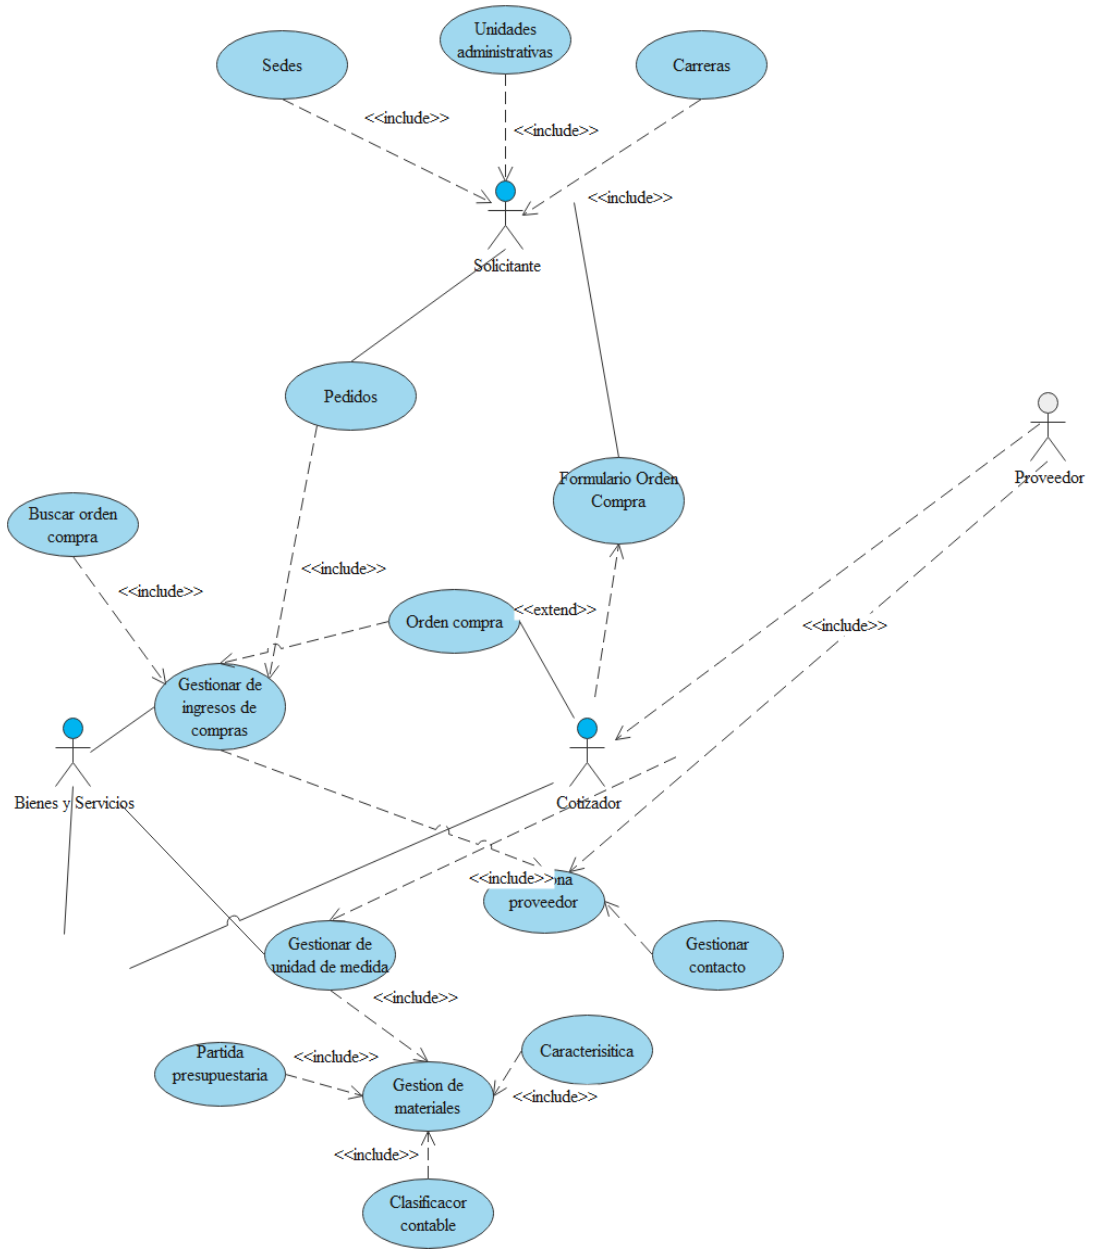 Unidades
administrativas
Sedes
Carreras
<<include>>
<<include>>
<<include>>
Solicitante
Pedidos
Proveedor
Formulario Orden
Compra
Buscar orden
compra
<<include>>
<<include>>
<<extend>>
Orden compra
<<include>>
Gestionar de
ingresos de
compras
Bienes y Servicios
Cotizador
<<include>>
proveedor
Gestionar de
unidad de medida
Gestionar
contacto
<<include>>
Partida
presupuestaria
<<include>>
Caracterisitica
Gestion de
materiales
<<include>>
<<include>>
Clasificacor
contable
<<include>>